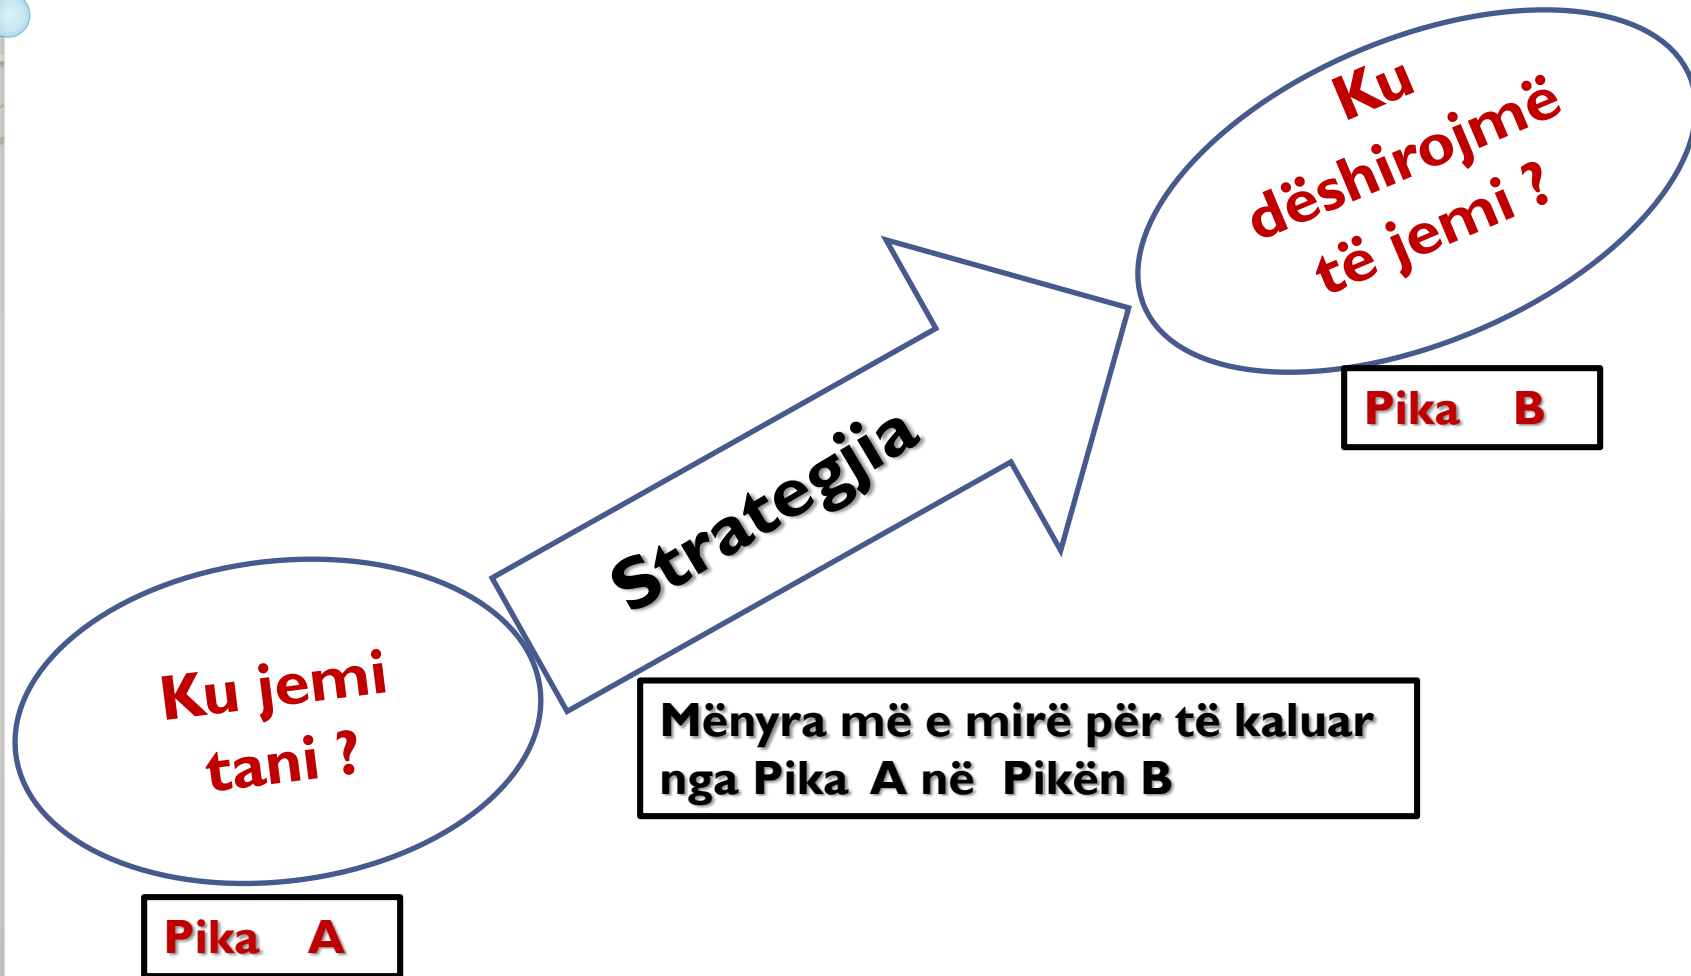 Ku
dëshirojmë
të jemi ?
Pika B
Strategjia
Ku jemi
tani ?
Mënyra më e mirë për të kaluar
nga Pika A në Pikën B
Pika A